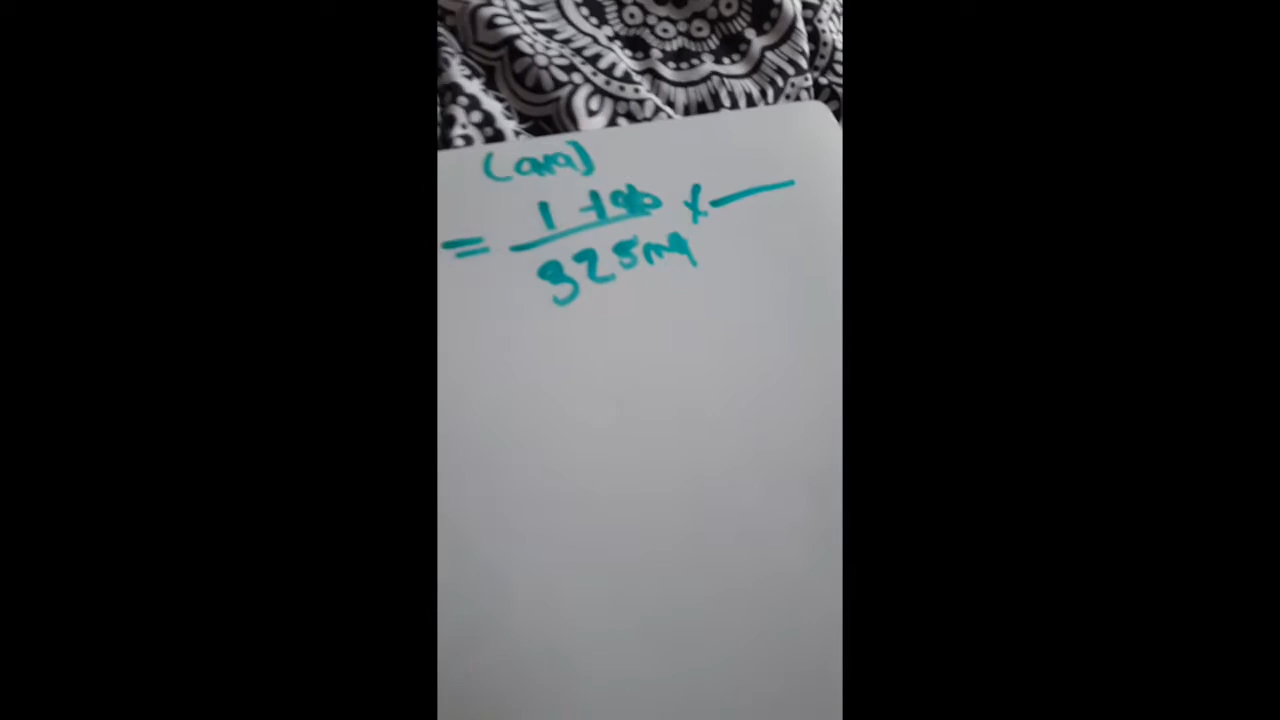 = 1 tab x
325mg